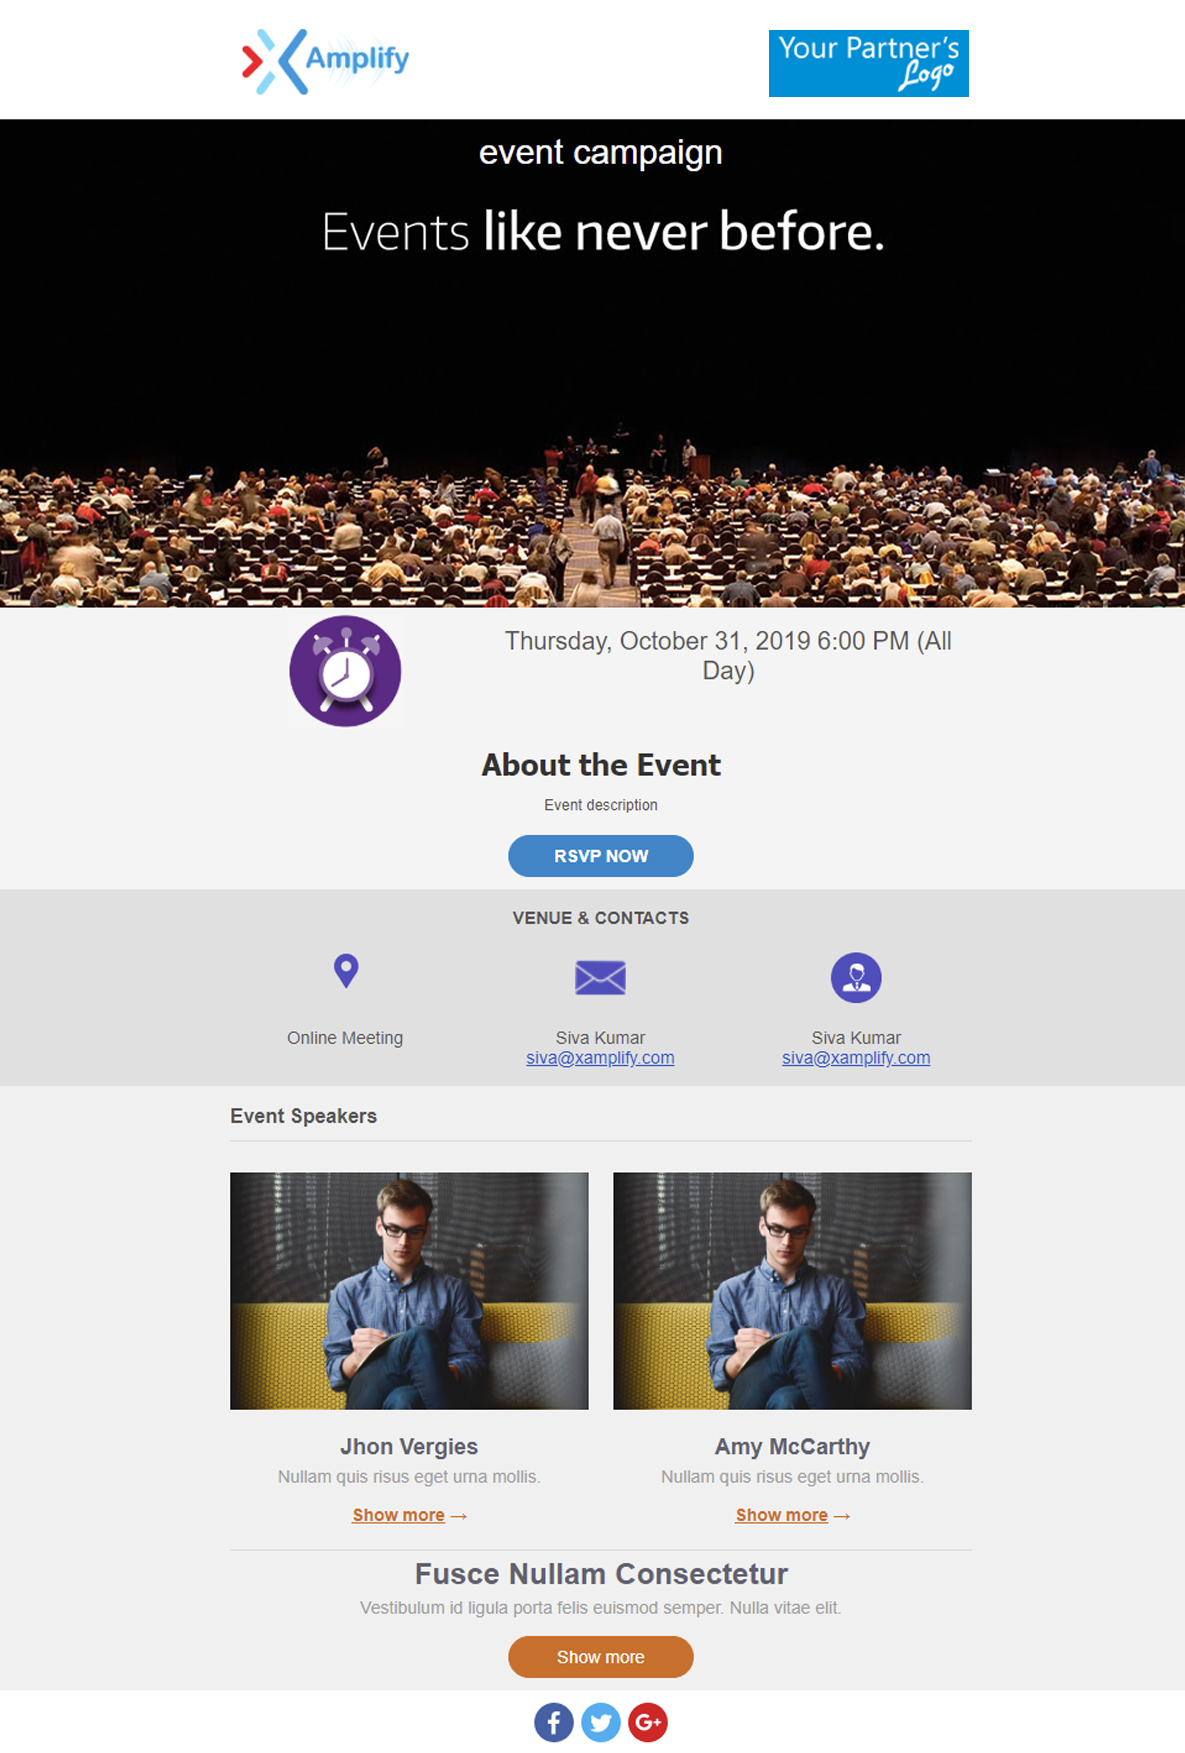 Amplify
Your Partner's
Logo
event campaign
Events like never before.
Thursday, October 31, 2019 6:00 PM (All
Day)
About the Event
Event description
RSVP NOW
VENUE & CONTACTS
Online Meeting
Siva Kumar
siva@xamplify.com
Siva Kumar
siva@xamplify.com
Event Speakers
Jhon Vergies
Nullam quis risus eget urna mollis.
Show more →
Amy McCarthy
Nullam quis risus eget urna mollis.
Show more →
Fusce Nullam Consectetur
Vestibulum id ligula porta felis euismod semper. Nulla vitae elit.
Show more
f
G+